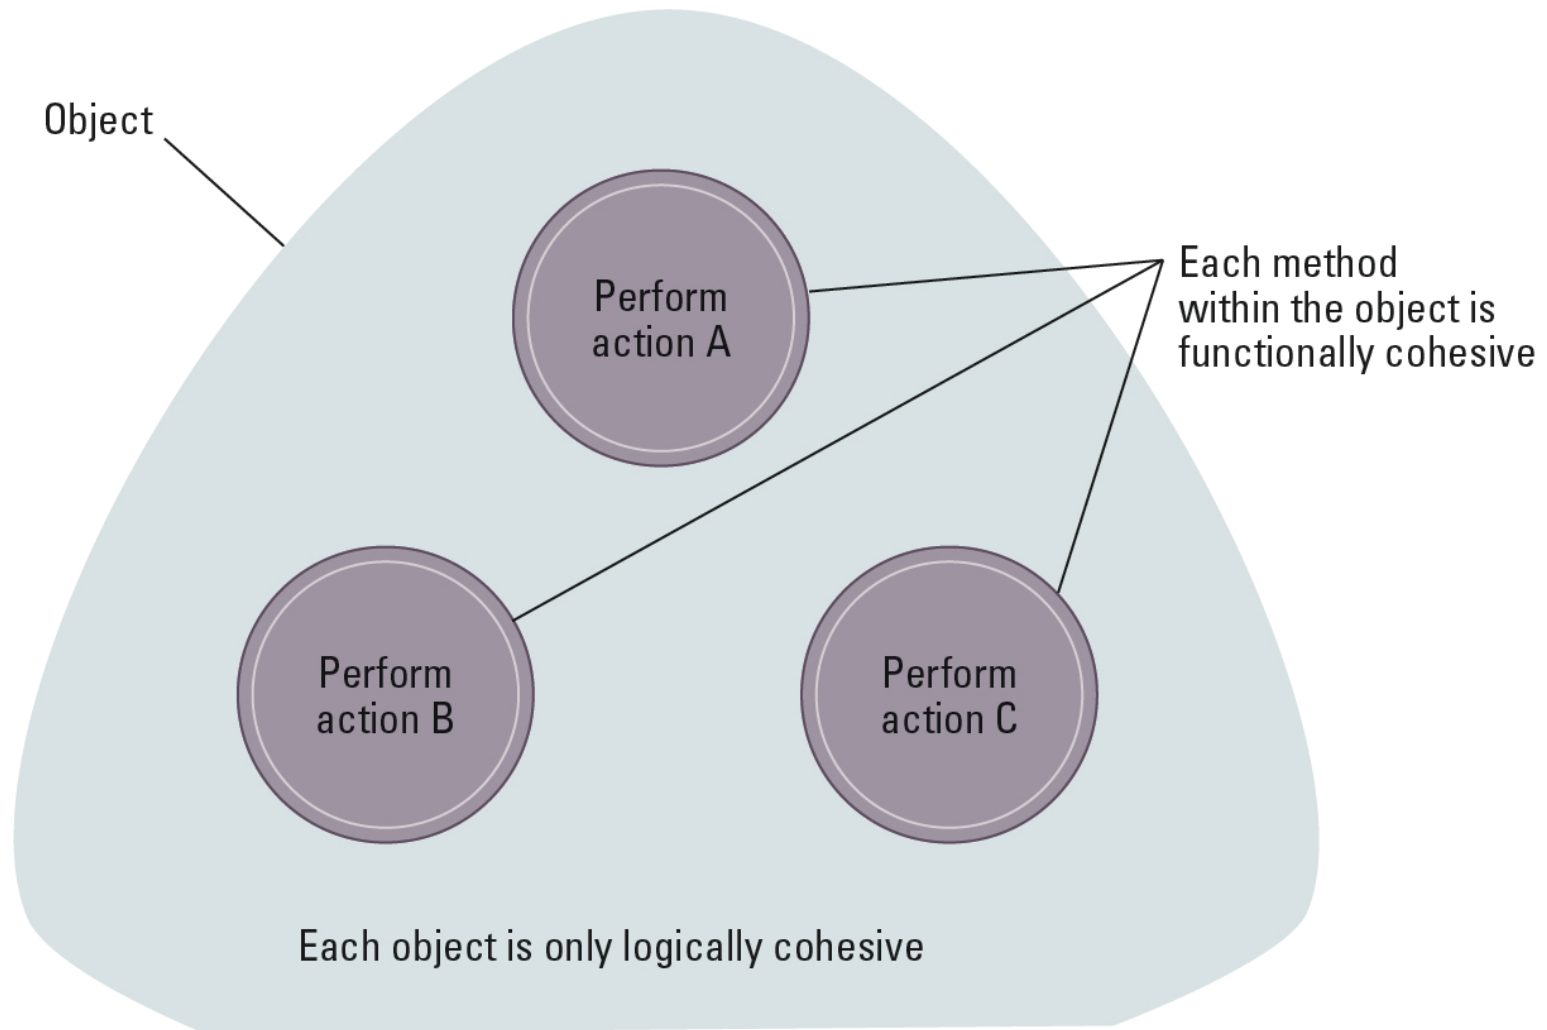 Object
Perform
action A
Each method
within the object is
functionally cohesive
Perform
action B
Perform
action C
Each object is only logically cohesive